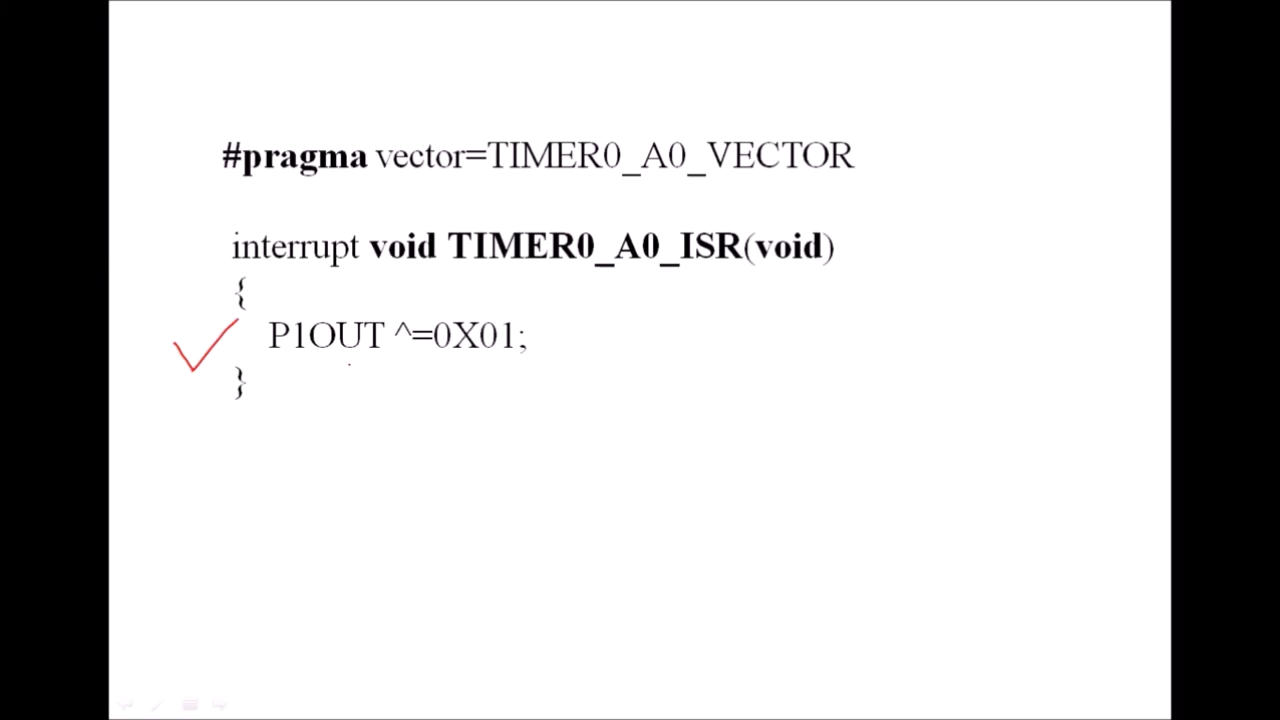 #pragma vector=TIMER0_A0_VECTOR
interrupt void TIMER0_A0_ISR(void)
{
P1OUT ^=0X01;
}